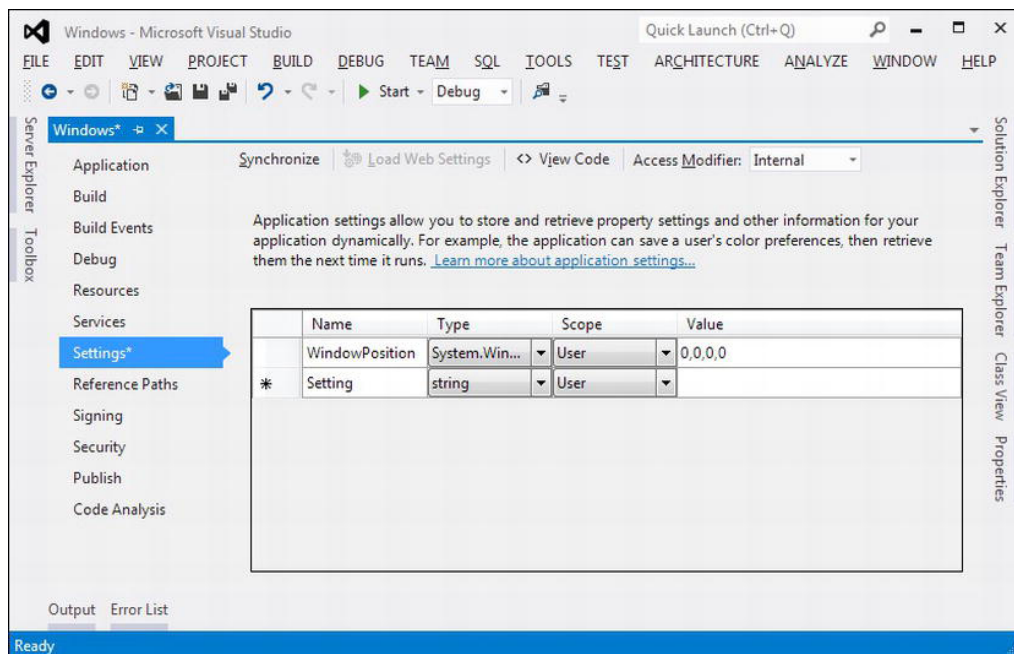 Windows - Microsoft Visual Studio
Quick Launch (Ctrl+Q)
FILE EDIT VIEW PROJECT BUILD DEBUG TEAM SQL TOOLS TEST ARCHITECTURE ANALYZE WINDOW HELP
Start Debug
Server Explorer
Toolbox
Windows*
Application
Build
Build Events
Debug
Resources
Services
Settings*
Reference Paths
Signing
Security
Publish
Code Analysis
Synchronize Load Web Settings <> View Code Access Modifier: Internal
Application settings allow you to store and retrieve property settings and other information for your
application dynamically. For example, the application can save a user's color preferences, then retrieve
them the next time it runs. Learn more about application settings...
Name Type Scope Value
WindowPosition System.Win... User 0,0,0,0
* Setting string User
Solution Explorer
Team Explorer
Class View
Properties
Output Error List
Ready